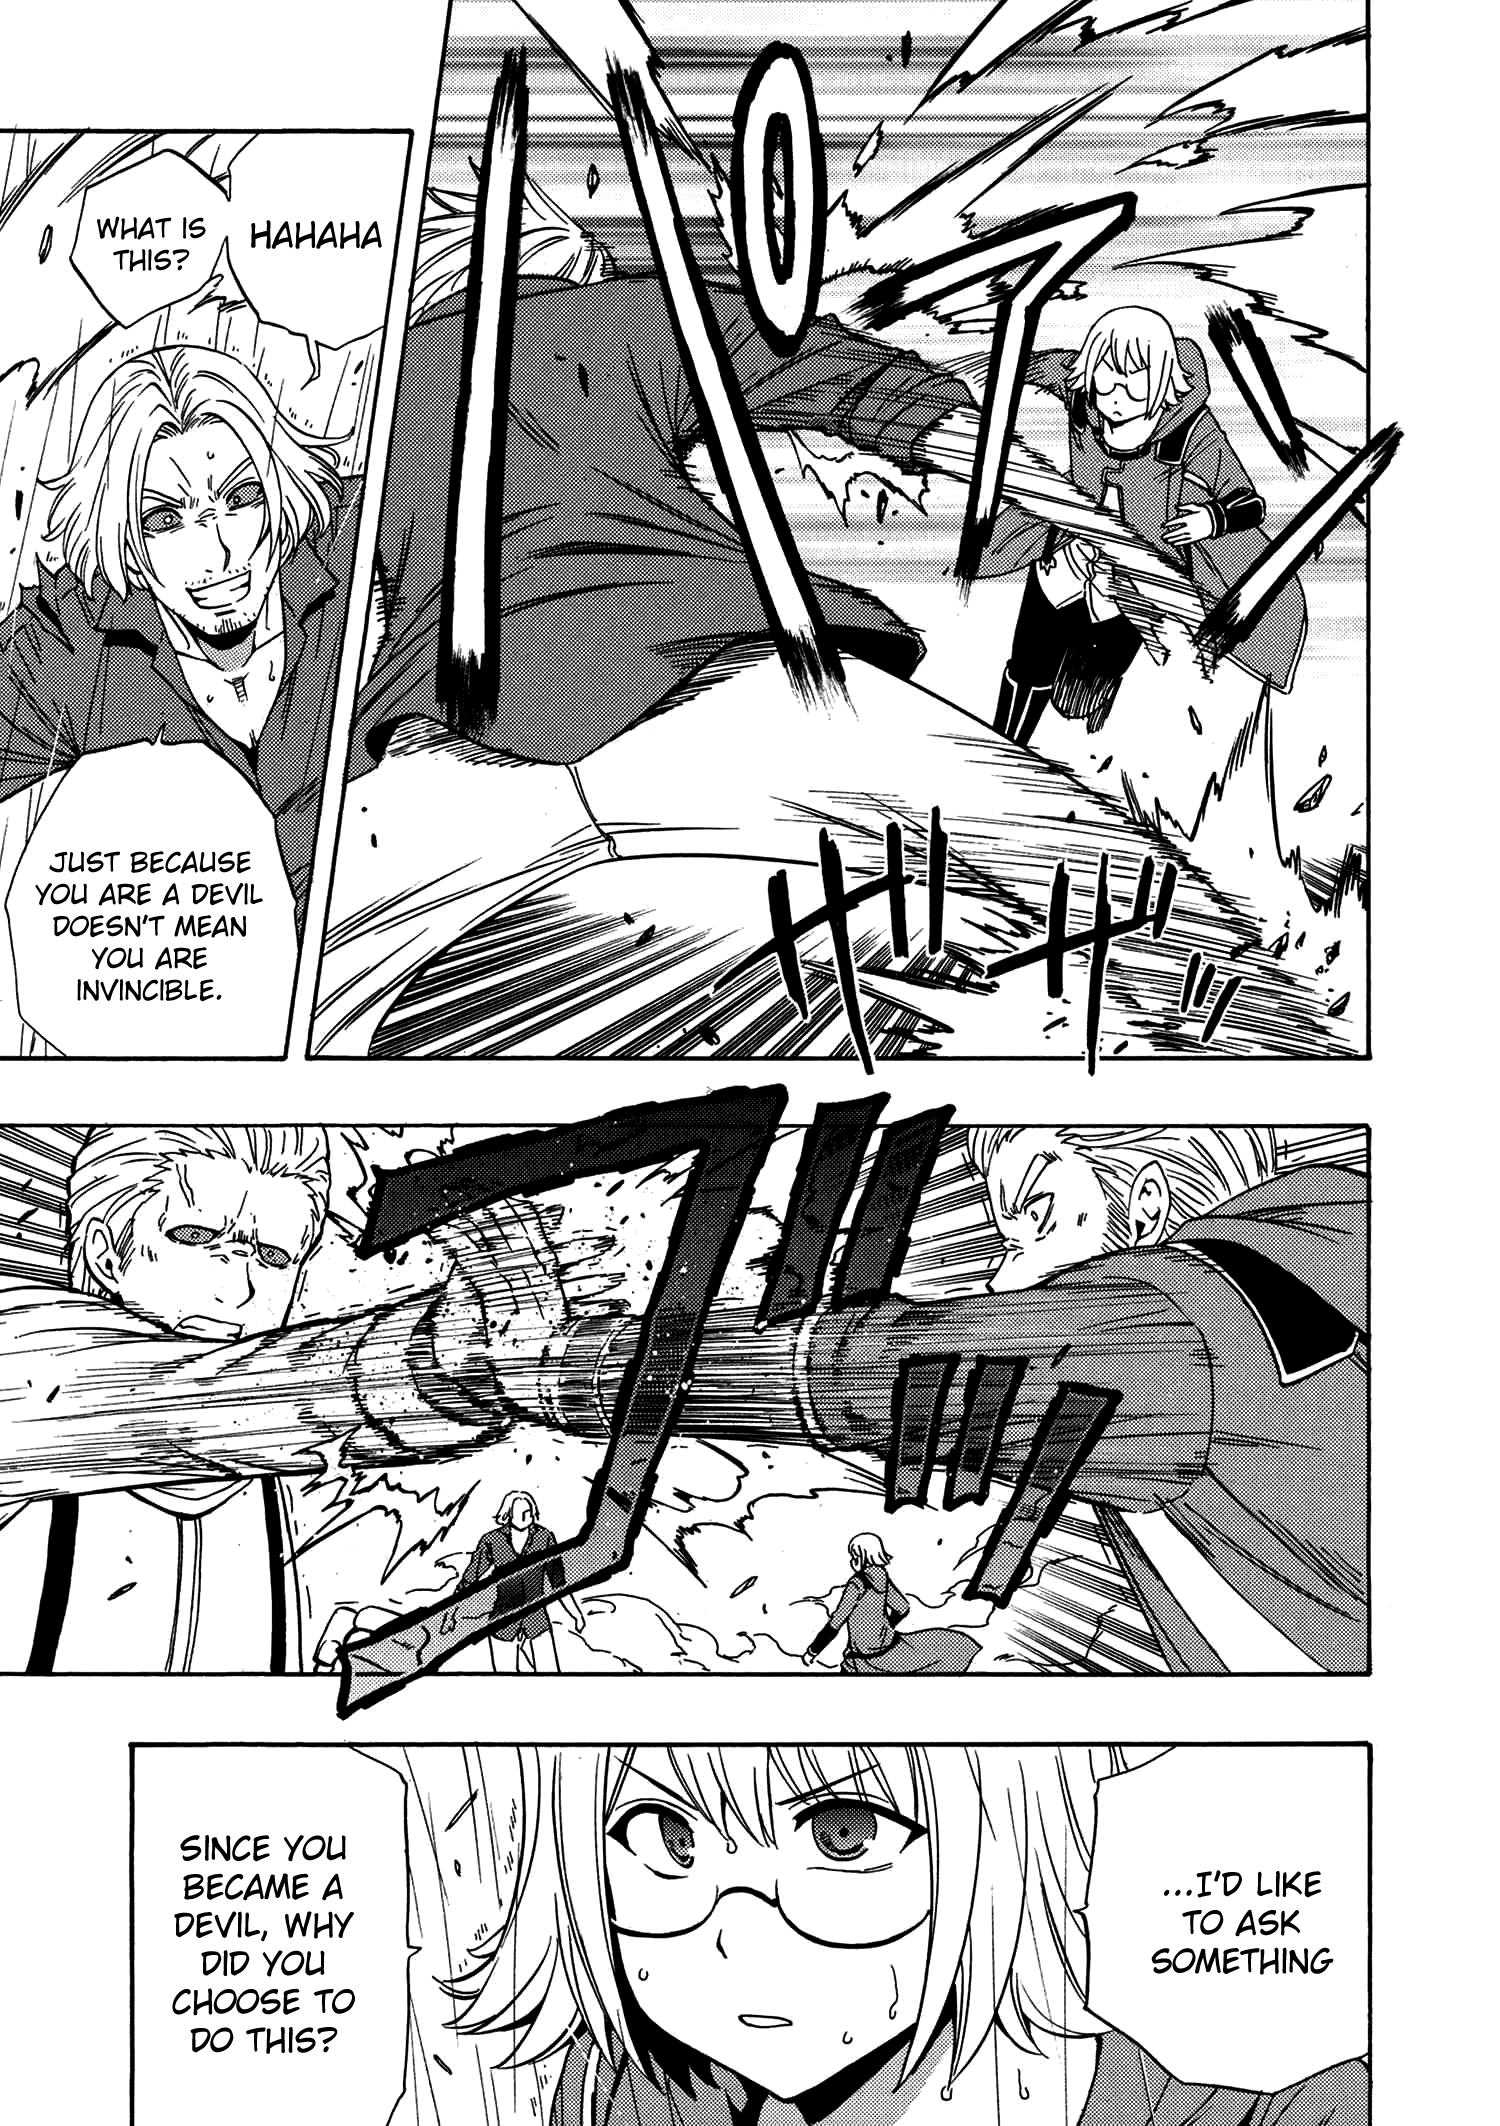 HAHAHA
WHAT IS
THIS?
JUST BECAUSE
YOU ARE A DEVIL
DOESN'T MEAN
YOU ARE
INVINCIBLE.
...I'D LIKE
TO ASK
SOMETHING
SINCE YOU
BECAME A
DEVIL, WHY
DID YOU
CHOOSE TO
DO THIS?